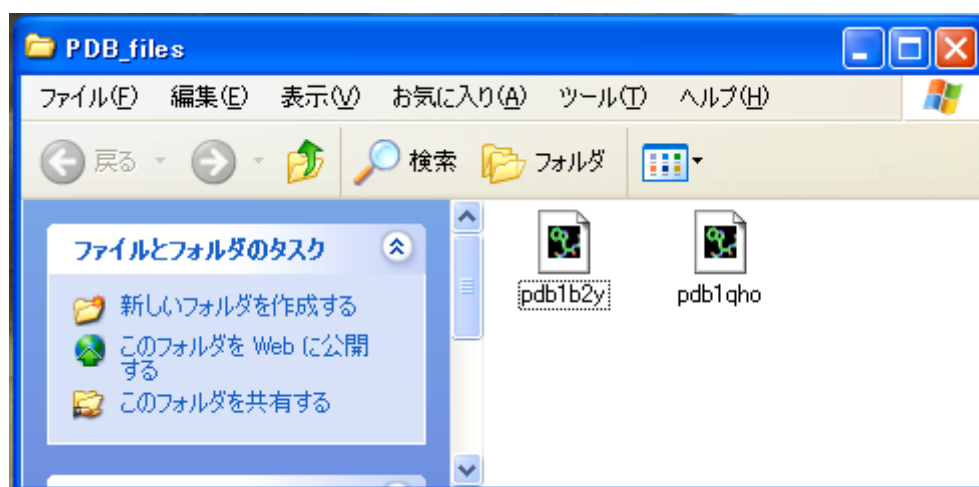 PDB_files
ファイル(F) 編集(E) 表示(V) お気に入り(A) ツール(T) ヘルプ(H)
戻る 検索 フォルダ
ファイルとフォルダのタスク
新しいフォルダを作成する
このフォルダを Web に公開
する
このフォルダを共有する
pdb1b2y pdb1qho